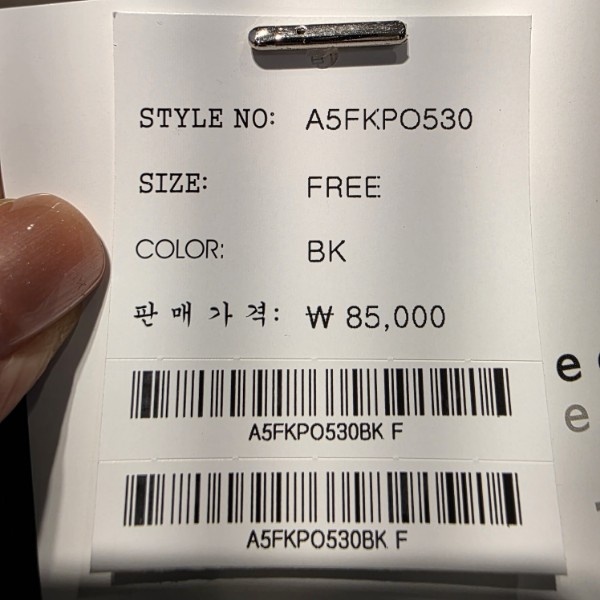 STYLE NO: A5FKPO530
SIZE: FREE
COLOR: BK
판매가격: ₩ 85,000
A5FKPO530BK F
A5FKPO530BK F
e
e